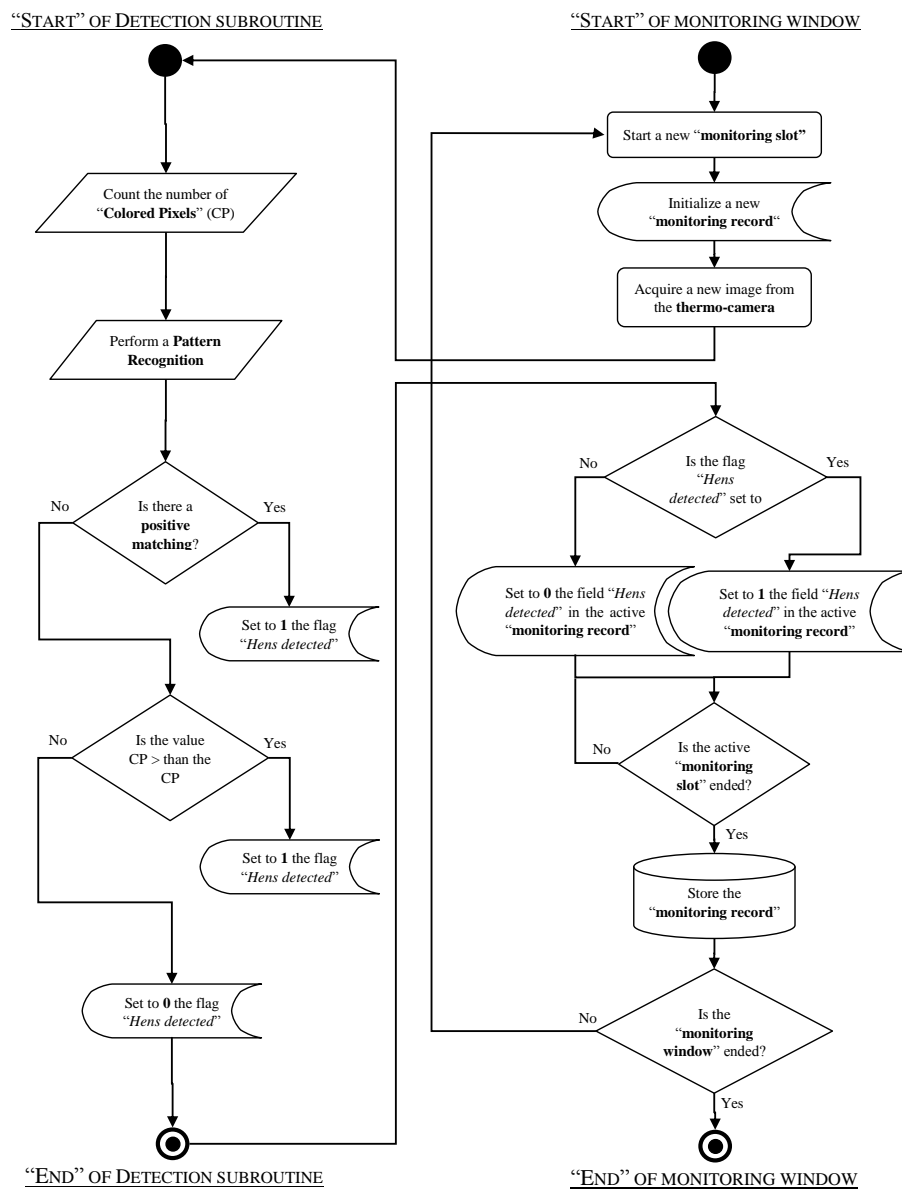 “START” OF DETECTION SUBROUTINE
Count the number of
“Colored Pixels” (CP)
Perform a Pattern
Recognition
Is there a
positive
matching?
No
Yes
Set to 1 the flag
“Hens detected”
Is the value
CP > than the
CP
No
Yes
Set to 1 the flag
“Hens detected”
Set to 0 the flag
“Hens detected”
“END” OF DETECTION SUBROUTINE
“START” OF MONITORING WINDOW
Start a new “monitoring slot”
Initialize a new
“monitoring record“
Acquire a new image from
the thermo-camera
Is the flag
“Hens
detected” set to
No
Yes
Set to 0 the field “Hens
detected” in the active
“monitoring record”
Set to 1 the field “Hens
detected” in the active
“monitoring record”
Is the active
“monitoring
slot” ended?
No
Yes
Store the
“monitoring record”
Is the
“monitoring
window” ended?
No
Yes
“END” OF MONITORING WINDOW